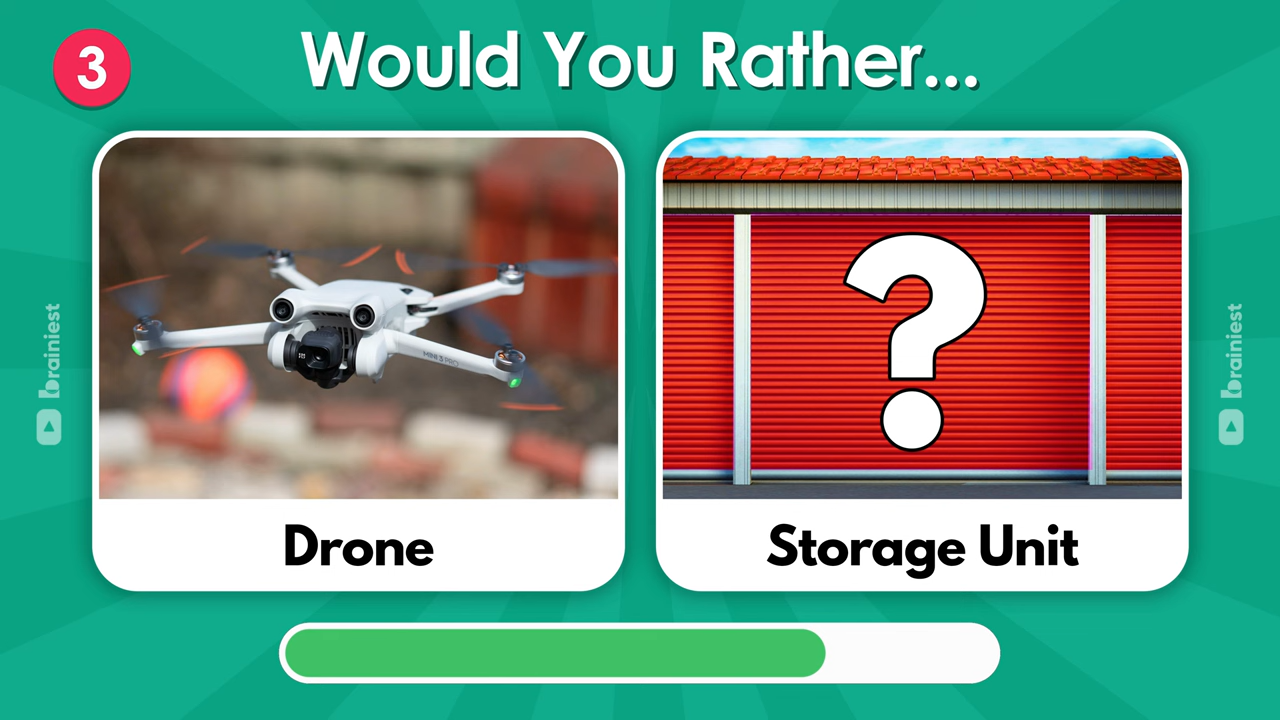 3
Would You Rather...
brainiest
MINI 3 PRO
?
Drone
Storage Unit
brainiest